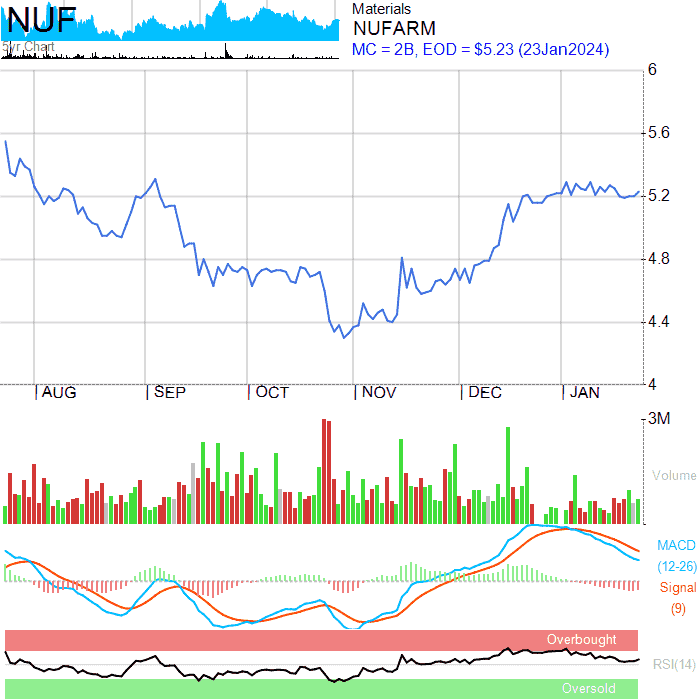 NUF
5yr Chart
Materials
NUFARM
MC = 2B, EOD = $5.23 (23Jan2024)
6
5.6
5.2
4.8
4.4
4
AUG
SEP
OCT
NOV
DEC
JAN
3M
Volume
MACD
(12-26)
Signal
(9)
Overbought
RSI(14)
Oversold